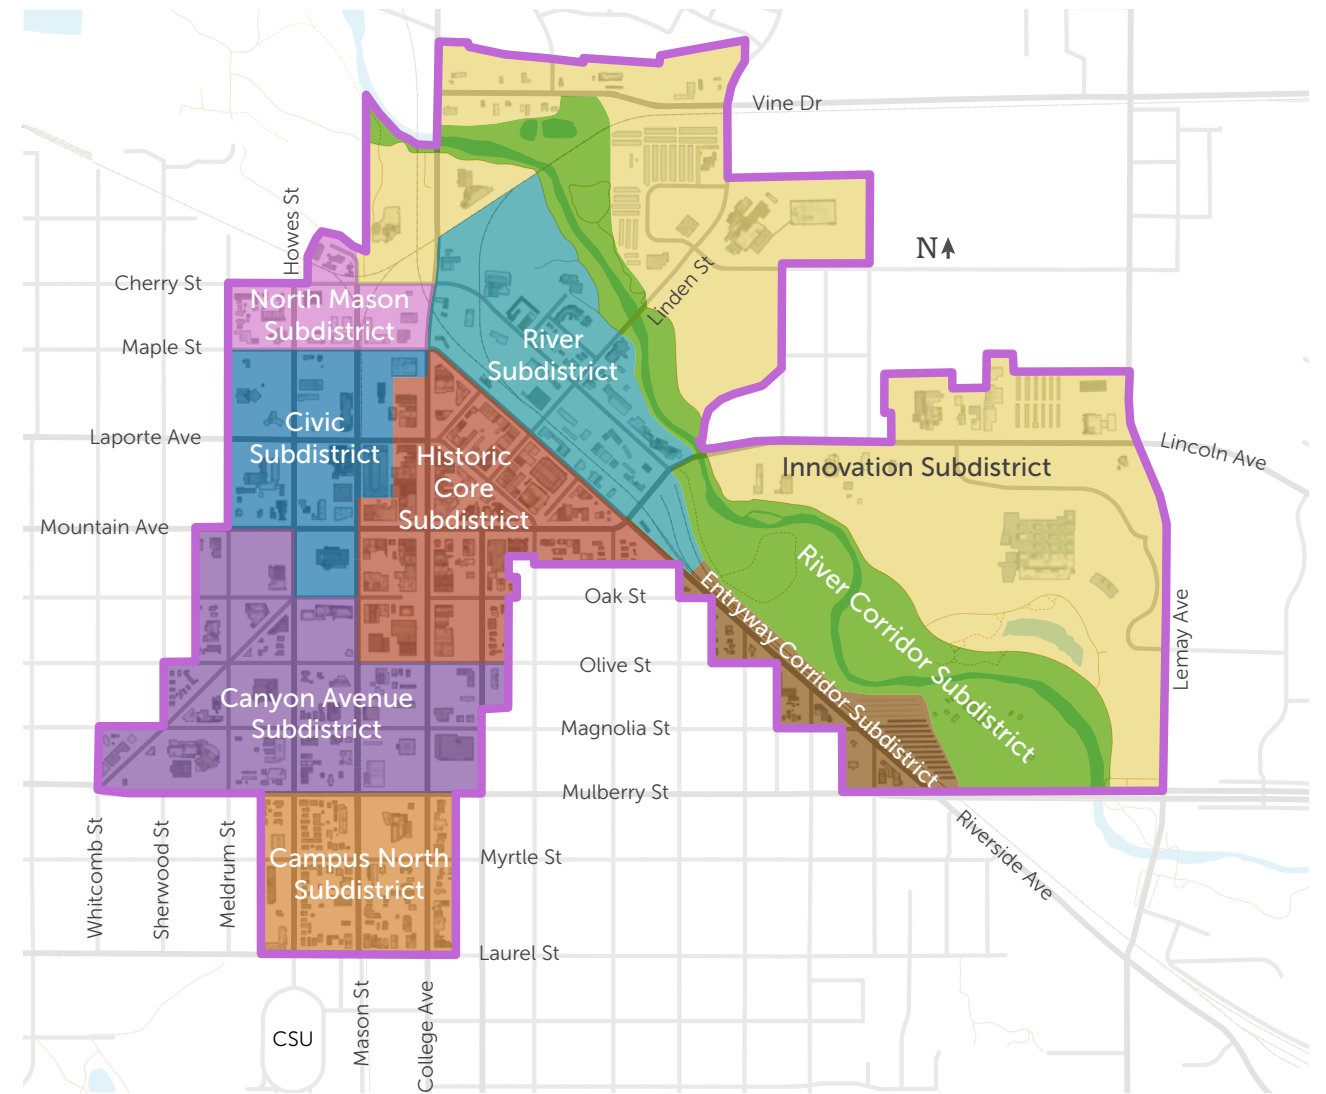 Vine Dr
Howes St
N
Cherry St
North Mason
Subdistrict
Linden St
Maple St
River
Subdistrict
Civic
Subdistrict
Laporte Ave
Historic
Core
Subdistrict
Lincoln Ave
Innovation Subdistrict
Mountain Ave
River Corridor Subdistrict
Entryway Corridor Subdistrict
Oak St
Lemay Ave
Olive St
Canyon Avenue
Subdistrict
Magnolia St
Mulberry St
Whitcomb St
Sherwood St
Meldrum St
Campus North
Subdistrict
Myrtle St
Riverside Ave
Laurel St
CSU
Mason St
College Ave